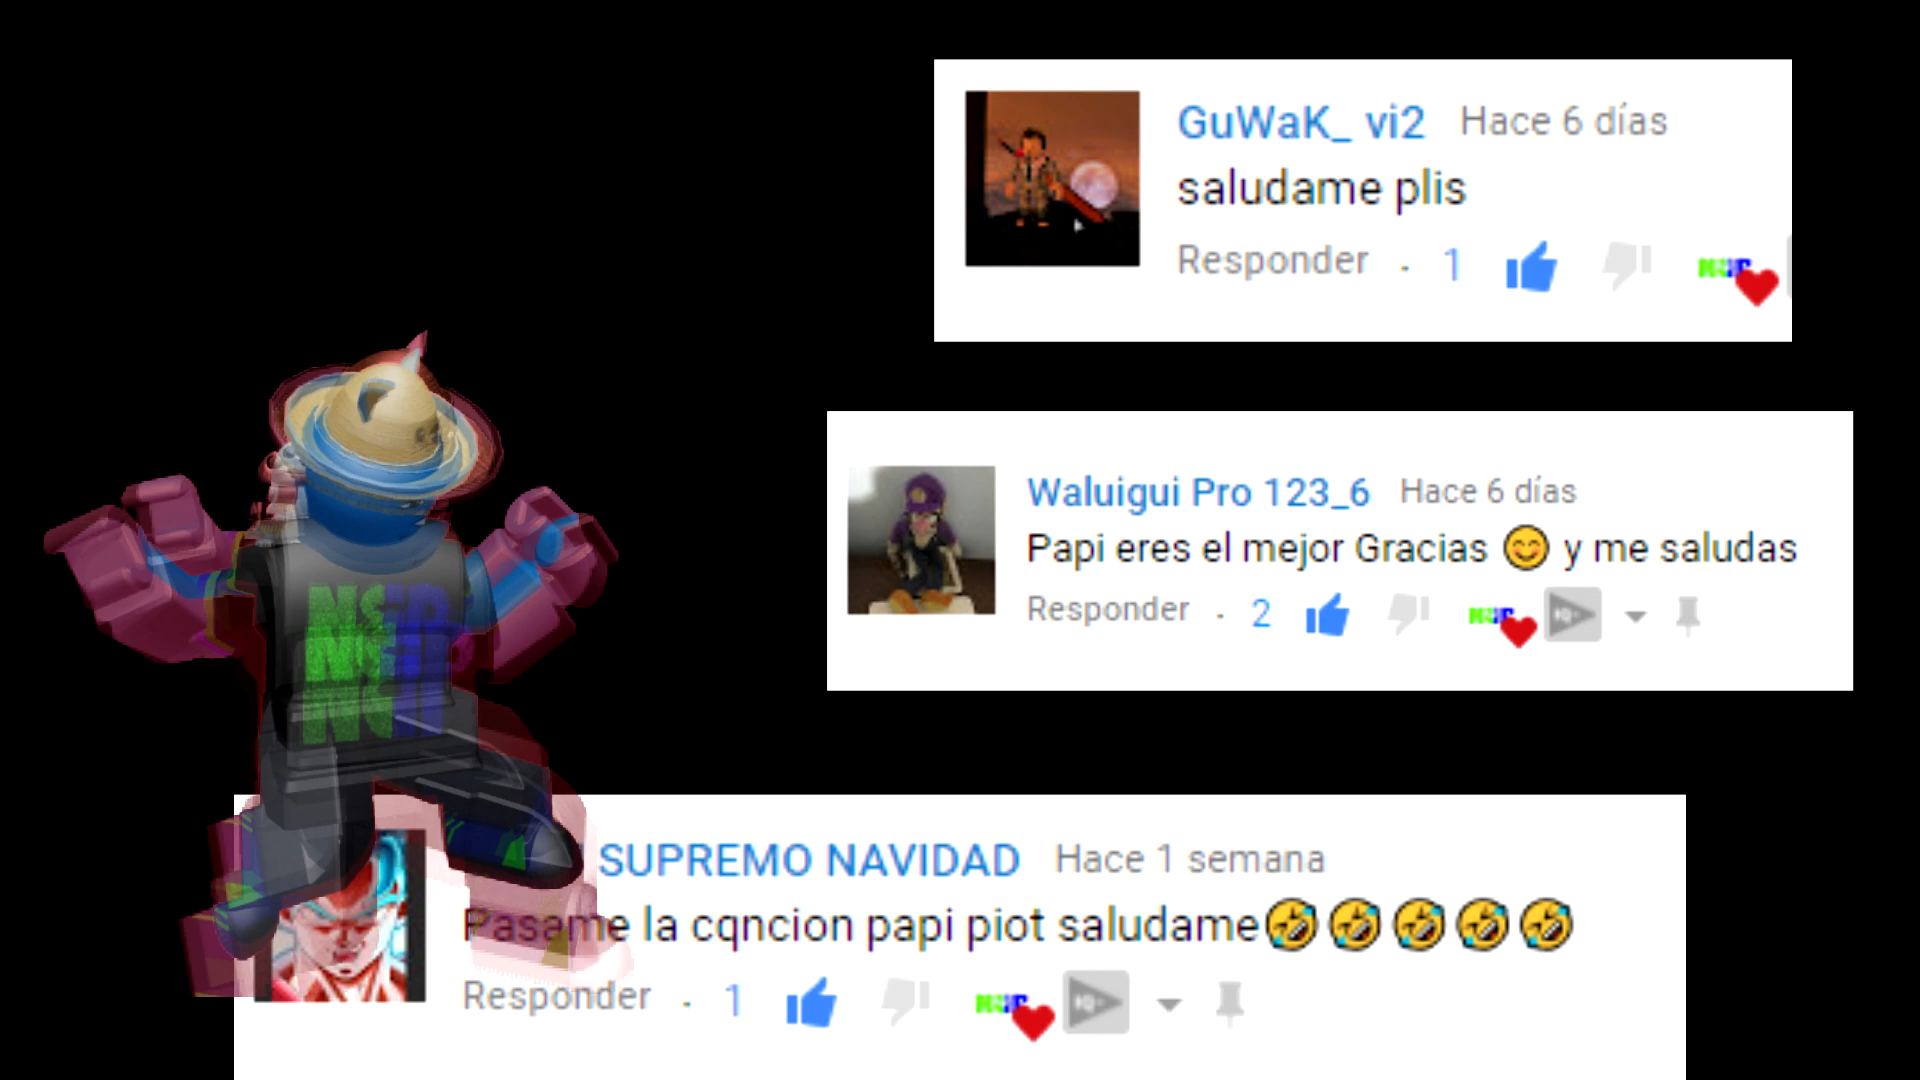 GuWaK_ vi2 Hace 6 días
saludame plis
Responder · 1
Waluigui Pro 123_6 Hace 6 días
Papi eres el mejor Gracias 😊 y me saludas
Responder · 2
SUPREMO NAVIDAD Hace 1 semana
Pasame la cqncion papi piot saludame🤣🤣🤣🤣🤣
Responder · 1